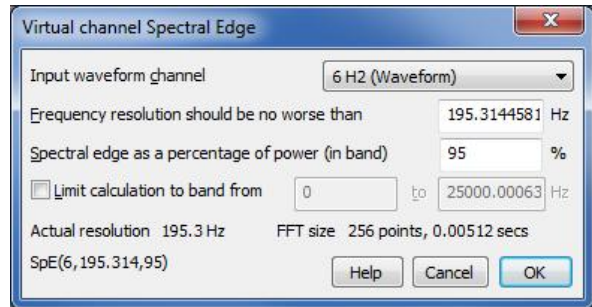 Virtual channel Spectral Edge
Input waveform channel 6 H2 (Waveform)
Frequency resolution should be no worse than 195.3144581 Hz
Spectral edge as a percentage of power (in band) 95 %
Limit calculation to band from 0 to 25000.00063 Hz
Actual resolution 195.3 Hz FFT size 256 points, 0.00512 secs
SpE(6,195.314,95) Help Cancel OK